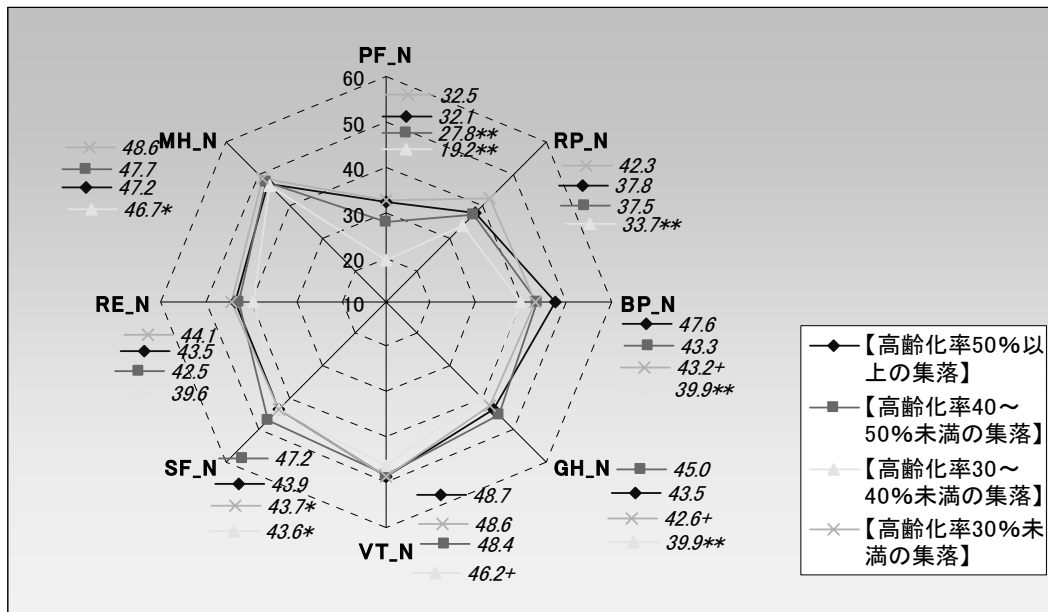 PF_N
60
32.5
32.1
27.8**
19.2**
50
40
30
20
10
RP_N
42.3
37.8
37.5
33.7**
BP_N
47.6
43.3
43.2+
39.9**
GH_N
45.0
43.5
42.6+
39.9**
VT_N
48.7
48.6
48.4
46.2+
SF_N
47.2
43.9
43.7*
43.6*
RE_N
44.1
43.5
42.5
39.6
MH_N
48.6
47.7
47.2
46.7*
【高齢化率50%以
上の集落】
【高齢化率40～
50%未満の集落】
【高齢化率30～
40%未満の集落】
【高齢化率30%未
満の集落】